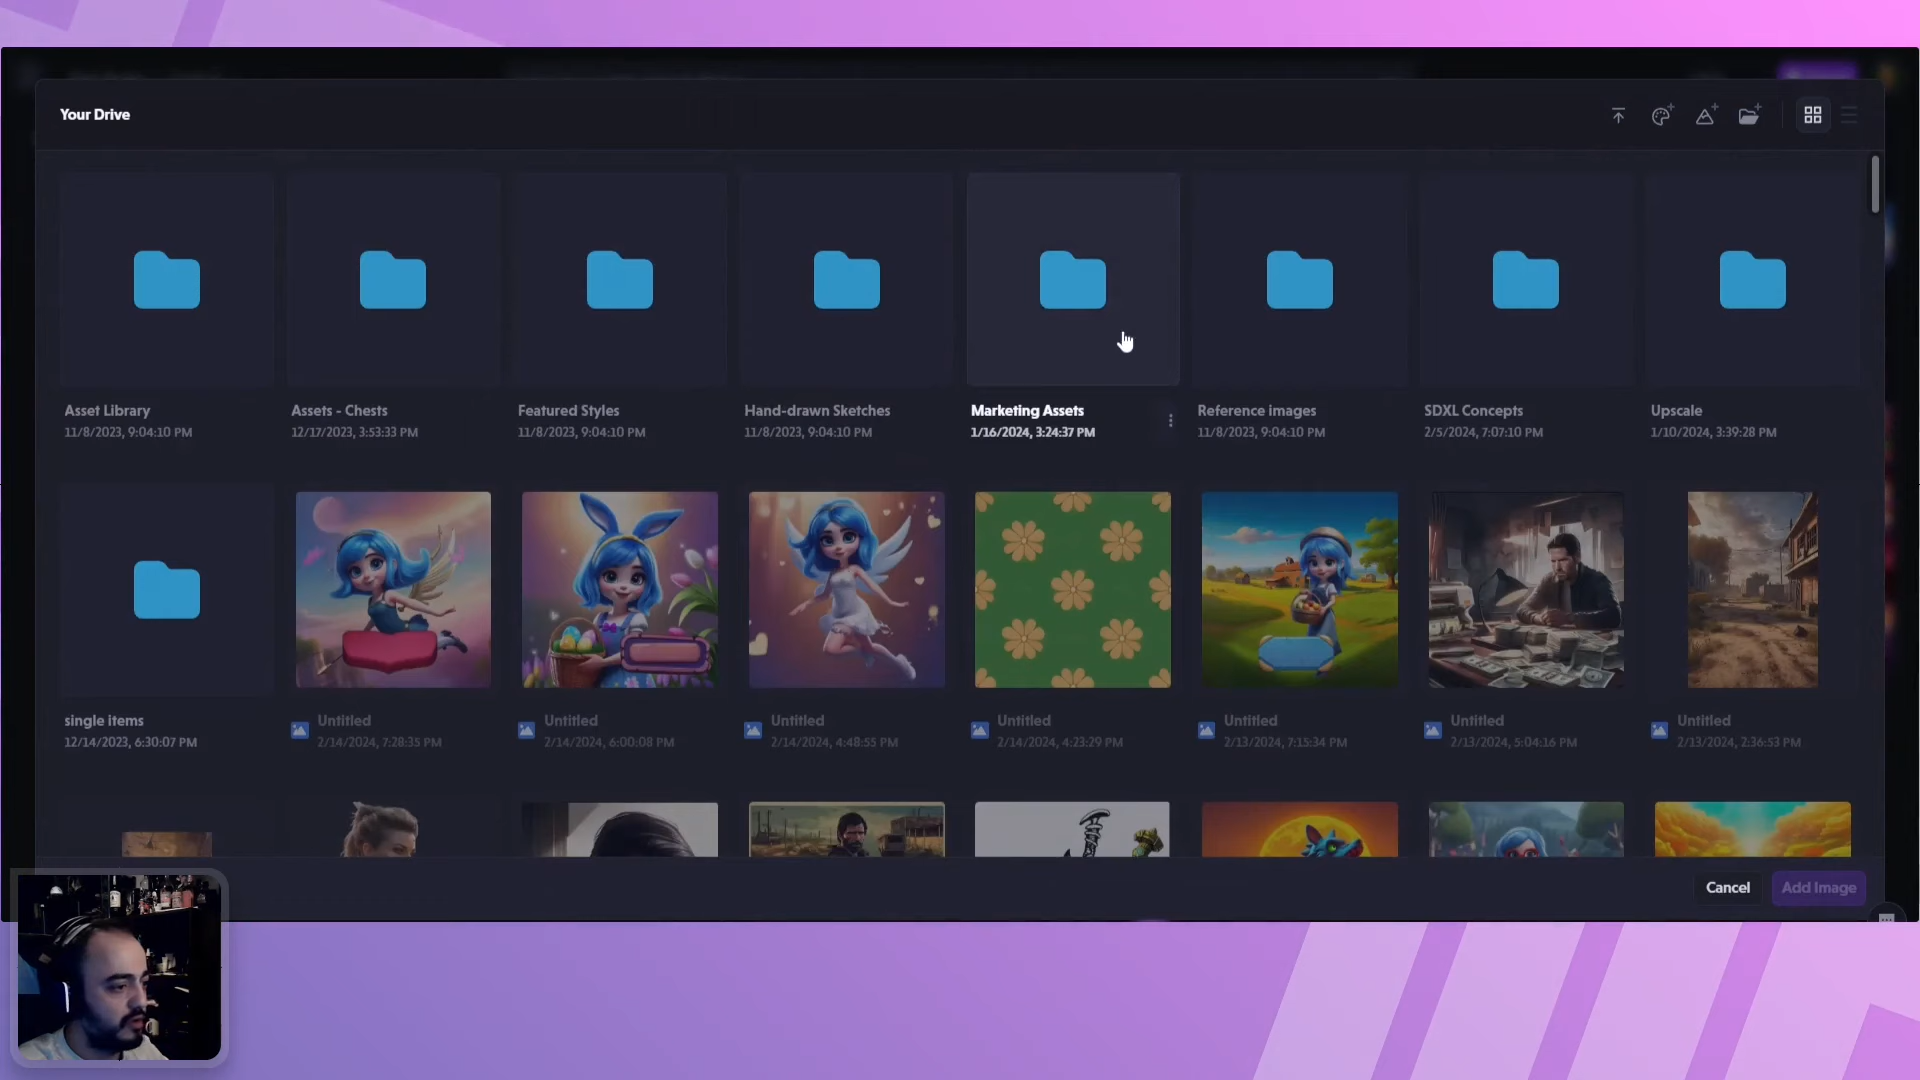 Your Drive
Asset Library
11/8/2023, 9:04:10 PM
Assets - Chests
12/17/2023, 3:53:33 PM
Featured Styles
11/8/2023, 9:04:10 PM
Hand-drawn Sketches
11/8/2023, 9:04:10 PM
Marketing Assets
1/16/2024, 3:24:37 PM
Reference images
11/8/2023, 9:04:10 PM
SDXL Concepts
2/5/2024, 7:07:10 PM
Upscale
1/10/2024, 3:39:28 PM
single items
12/14/2023, 6:30:07 PM
Untitled
2/14/2024, 7:28:35 PM
Untitled
2/14/2024, 6:00:08 PM
Untitled
2/14/2024, 4:48:55 PM
Untitled
2/14/2024, 4:23:29 PM
Untitled
2/13/2024, 7:15:34 PM
Untitled
2/13/2024, 5:04:16 PM
Untitled
2/13/2024, 2:36:53 PM
Cancel
Add Image